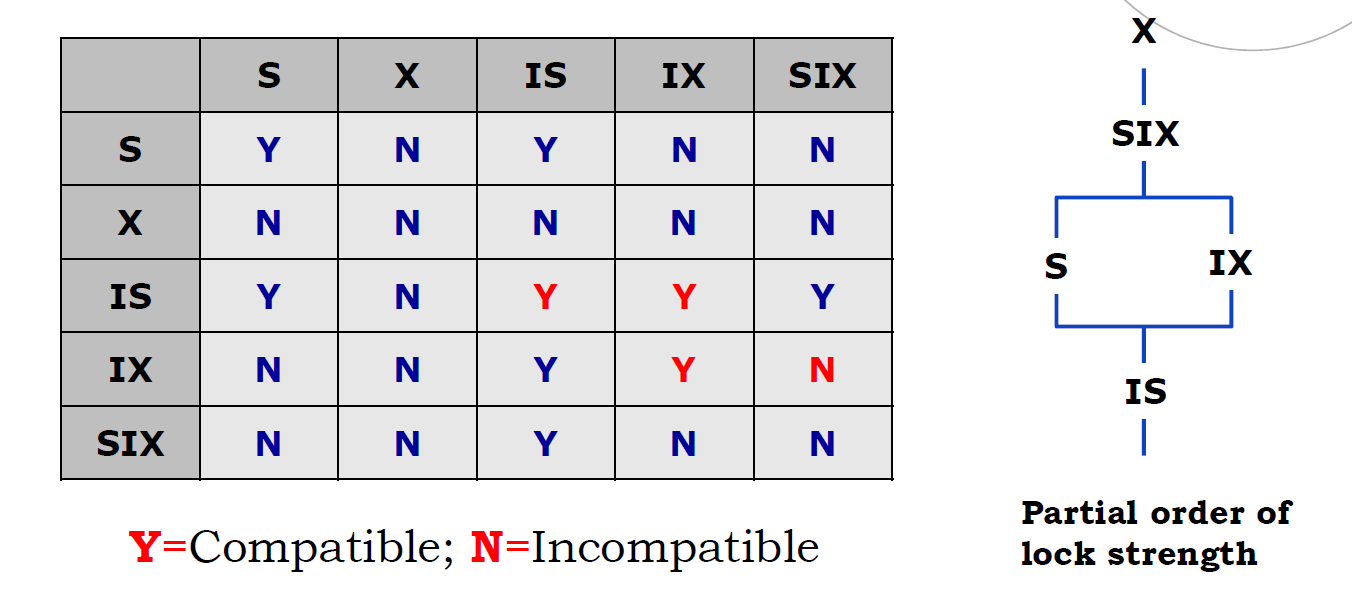 S X IS IX SIX
S Y N Y N N
X N N N N N
IS Y N Y Y Y
IX N N Y Y N
SIX N N Y N N
Y=Compatible; N=Incompatible
X
SIX
S IX
IS
Partial order of
lock strength